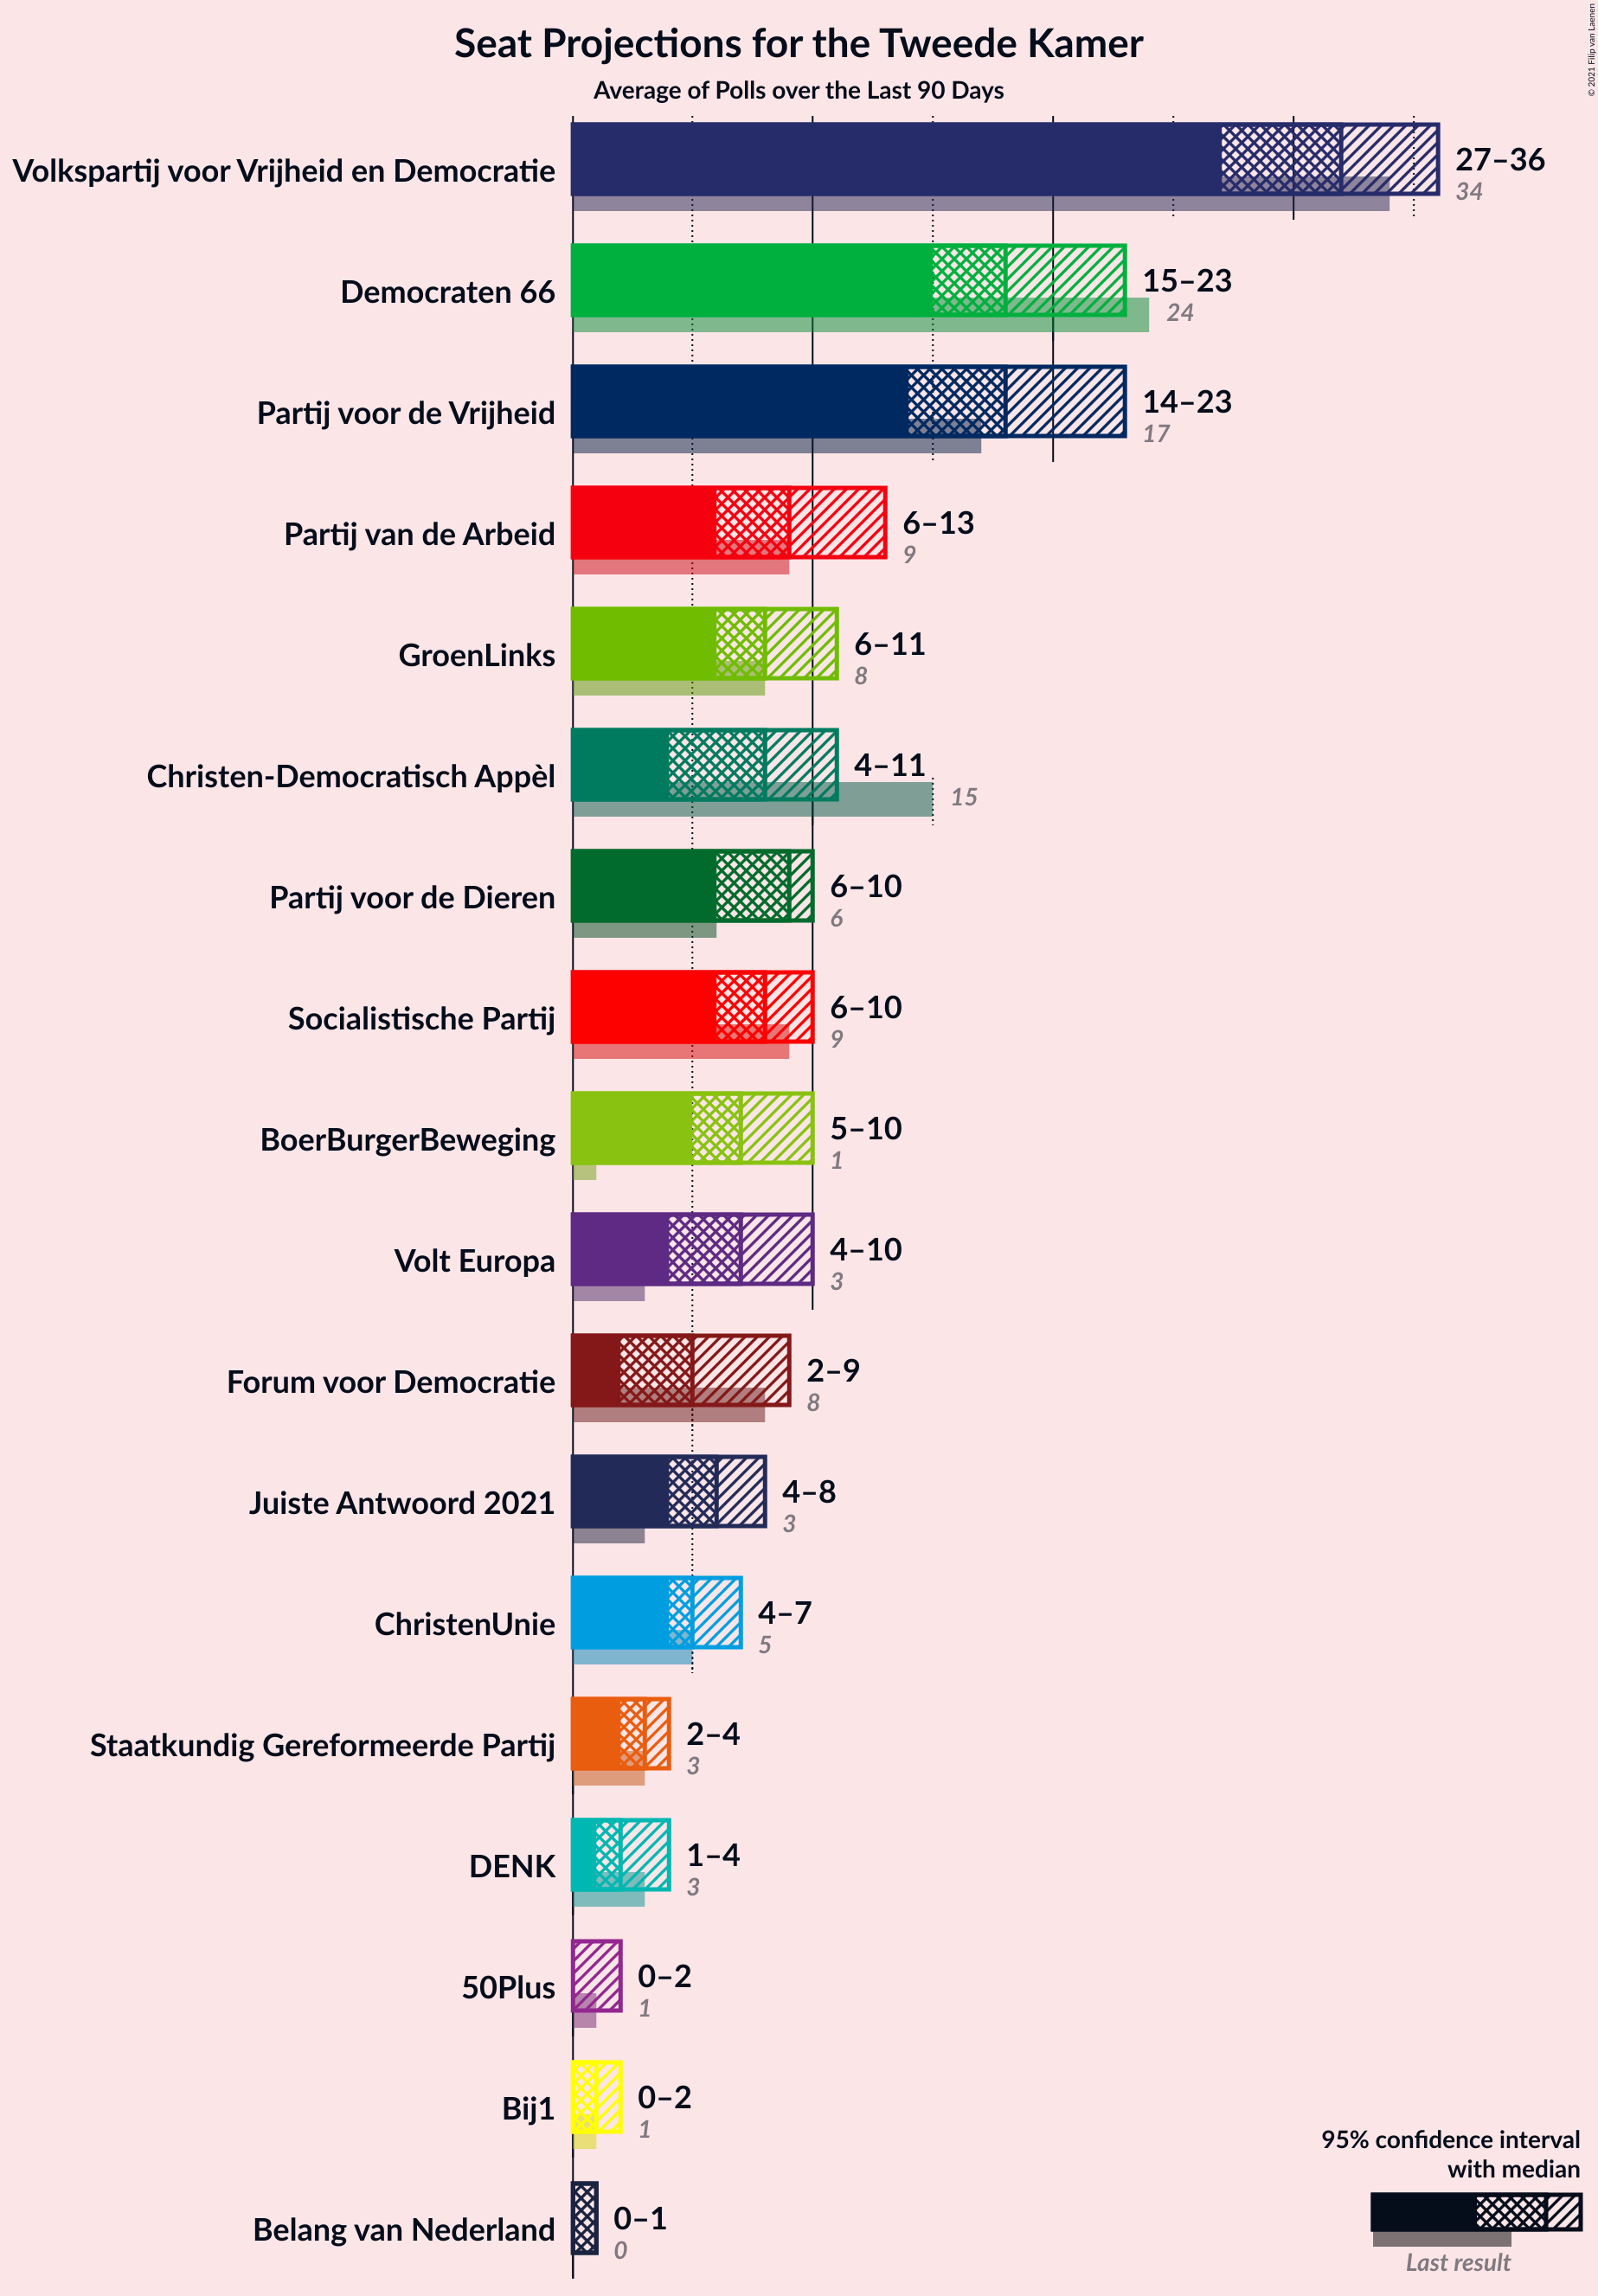 Seat Projections for the Tweede Kamer
Average of Polls over the Last 90 Days
© 2021 Filip van Laenen
Volkspartij voor Vrijheid en Democratie
27–36
34
Democraten 66
15–23
24
Partij voor de Vrijheid
14–23
17
Partij van de Arbeid
6–13
9
GroenLinks
6–11
8
Christen-Democratisch Appèl
4–11
15
Partij voor de Dieren
6–10
6
Socialistische Partij
6–10
9
BoerBurgerBeweging
5–10
1
Volt Europa
4–10
3
Forum voor Democratie
2–9
8
Juiste Antwoord 2021
4–8
3
ChristenUnie
4–7
5
Staatkundig Gereformeerde Partij
2–4
3
DENK
1–4
3
50Plus
0–2
1
Bij1
0–2
1
Belang van Nederland
0–1
0
95% confidence interval
with median
Last result